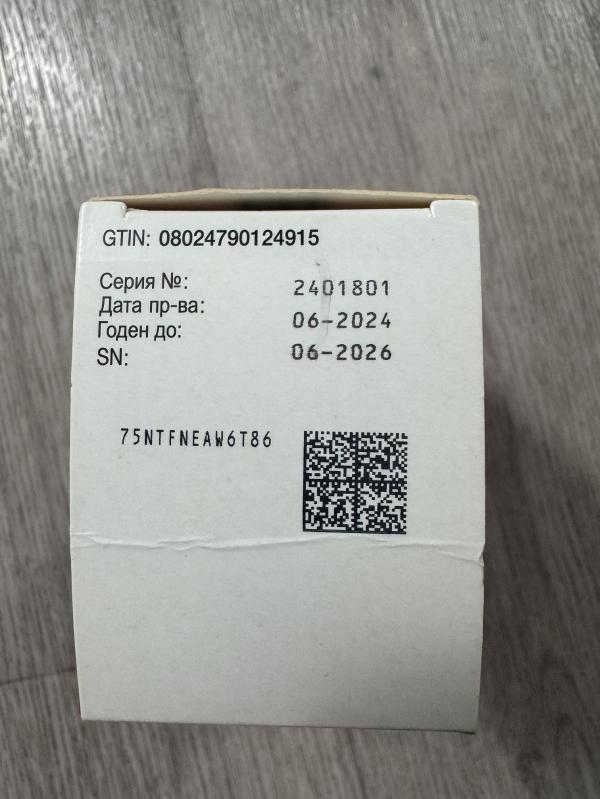 GTIN: 08024790124915
Серия №: 2401801
Дата пр-ва: 06-2024
Годен до: 06-2026
SN:
75NTFNEAW6T86